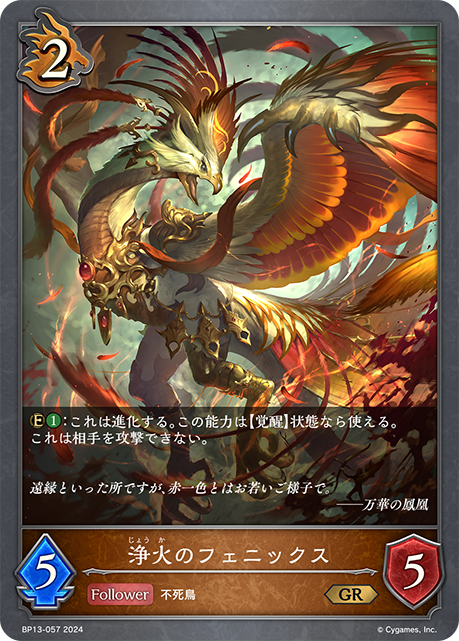 2
E 1：これは進化する。この能力は【覚醒】状態なら使える。
これは相手を攻撃できない。
遠縁といった所ですが、赤一色とはお若いご様子で。
――万華の鳳凰
じょう か
浄火のフェニックス
5
5
Follower 不死鳥
GR
BP13-057 2024
© Cygames, Inc.